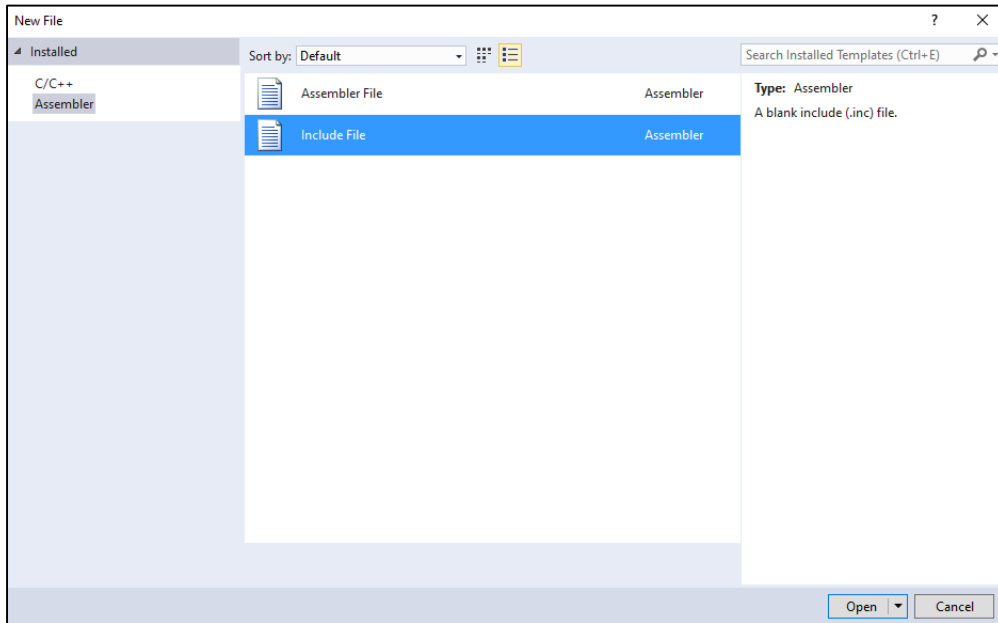 New File
? 
Installed
Sort by: Default
Search Installed Templates (Ctrl+E)
C/C++
Assembler
Assembler File Assembler
Include File Assembler
Type: Assembler
A blank include (.inc) file.
Open
Cancel